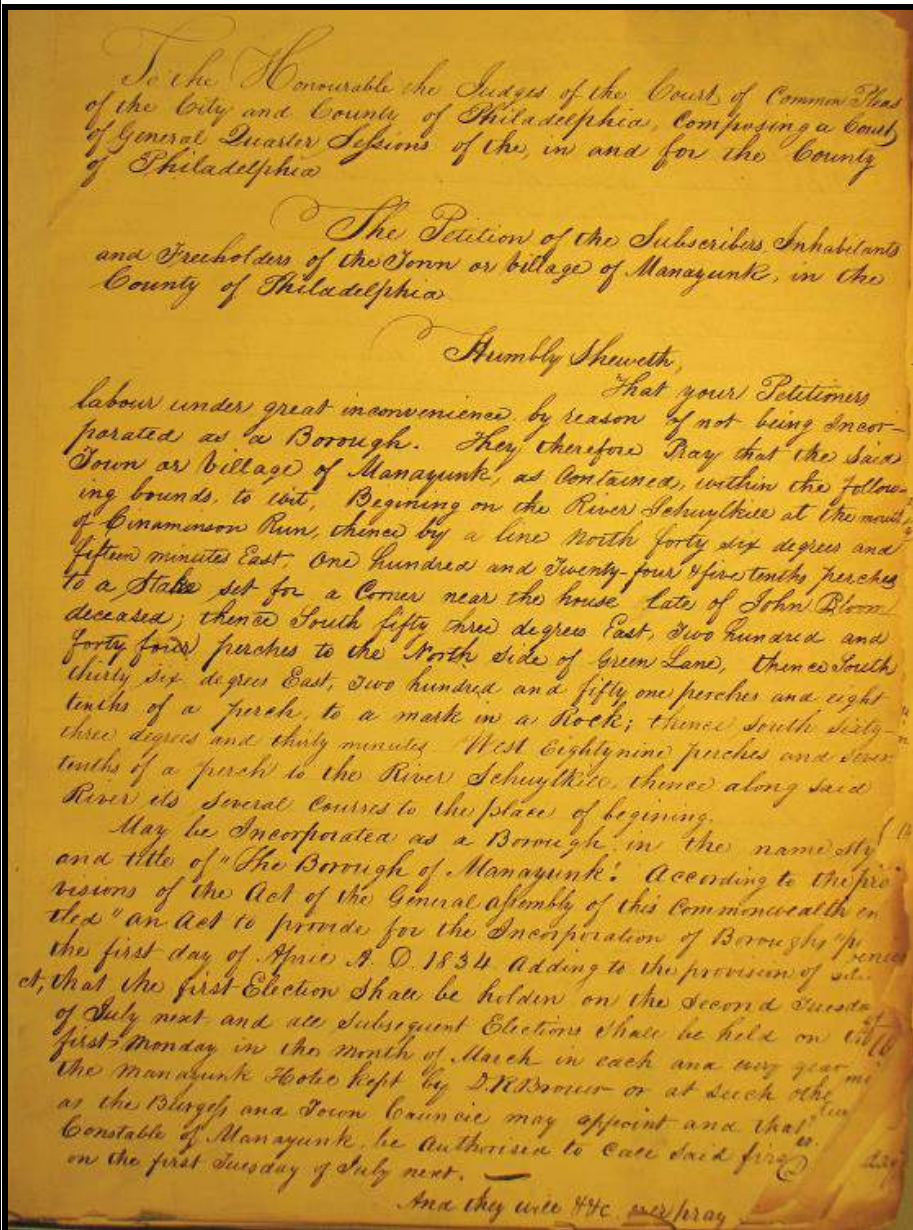 To the Honourable the Judges of the Court of Common Pleas
of the City and County of Philadelphia, Composing a Court
of General Quarter Sessions of the, in and for the County
of Philadelphia
The Petition of the Subscribers, Inhabitants
and Freeholders of the Town or Village of Manayunk, in the
County of Philadelphia
Humbly Sheweth,
That your Petitioners
labour under great inconvenience, by reason of not being Incor-
porated as a Borough. They therefore Pray that the said
Town or Village of Manayunk, as Contained, within the follow-
ing bounds, to wit, Begining on the River Schuylkill at the mouth
of Cinamonson Run, thence by a line North forty six degrees and
fifteen minutes East, One hundred and Twenty-four & five tenths perches
to a Stake set for a Corner near the house late of John Bloom
deceased; thence South fifty three degrees East, Two hundred and
forty four perches to the North side of Green Lane, thence South
thirty six degrees East, Two hundred and fifty one perches and eight
tenths of a perch, to a mark in a Rock; thence South sixty-
three degrees and thirty minutes West Eighty nine perches and seven
tenths of a perch to the River Schuylkill, thence along said
River its several Courses to the place of begining.
May be Incorporated as a Borough in the name
and title of "The Borough of Manayunk". According to the pro
visions of the Act of the General assembly of this Commonwealth en
tled "an Act to provide for the Incorporation of Boroughs"
the first day of April A. D. 1834. Adding to the provision of
ct, that the first Election Shall be holden on the Second Tuesda
of July next and all Subsequent Elections Shall be held on
first Monday in the month of March in each and every year
the Manayunk Hotel kept by D. R Brower or at such othe
as the Burgess and Town Council may appoint and that
Constable of Manayunk, be Authorised to Call said firs
on the first Tuesday of July next.
And they will &&c. ever pray